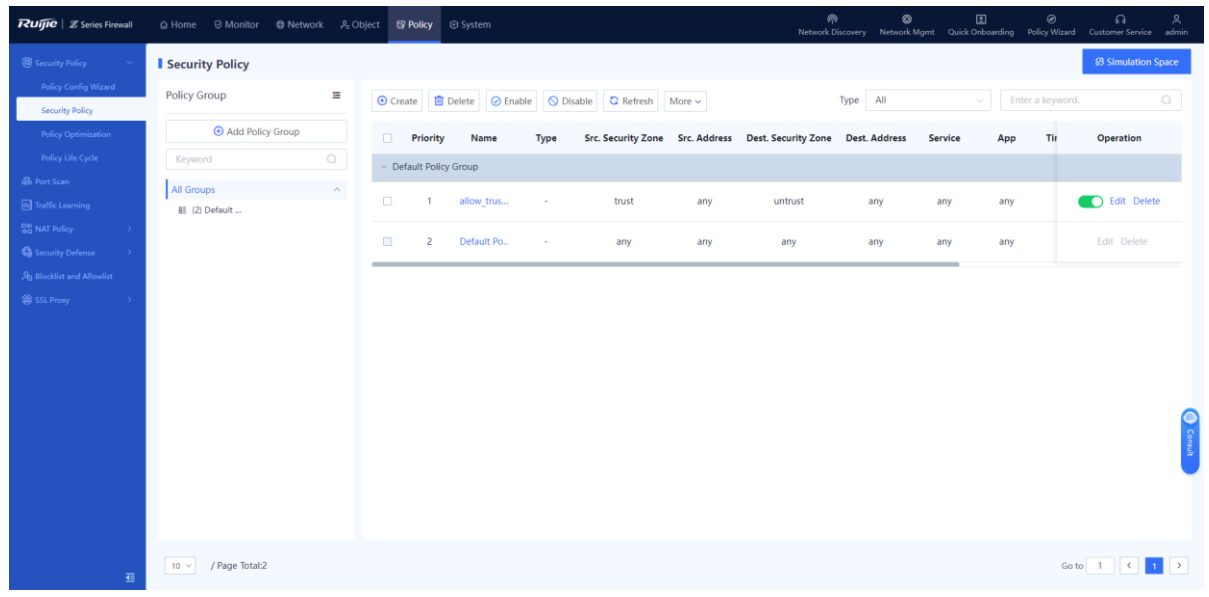 Ruijie | Z Series Firewall
Home Monitor Network Object Policy System
Network Discovery Network Mgmt Quick Onboarding Policy Wizard Customer Service admin
Security Policy
Policy Config Wizard
Security Policy
Policy Optimization
Policy Life Cycle
Port Scan
Traffic Learning
NAT Policy
Security Defense
Blocklist and Allowlist
SSL Proxy
Security Policy
Simulation Space
Policy Group
Add Policy Group
Keyword
All Groups
(2) Default ...
Create Delete Enable Disable Refresh More Type All Enter a keyword.
Priority Name Type Src. Security Zone Src. Address Dest. Security Zone Dest. Address Service App Tir Operation
Default Policy Group
1 allow_trus... - trust any untrust any any any Edit Delete
2 Default Po.. - any any any any any any Edit Delete
Consult
10 / Page Total:2
Go to 1 < 1 >